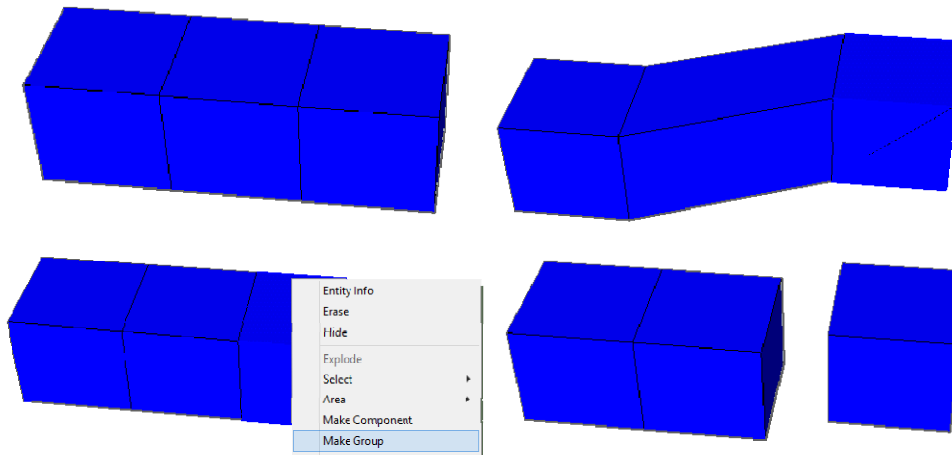 Entity Info
Erase
Hide
Explode
Select
Area
Make Component
Make Group